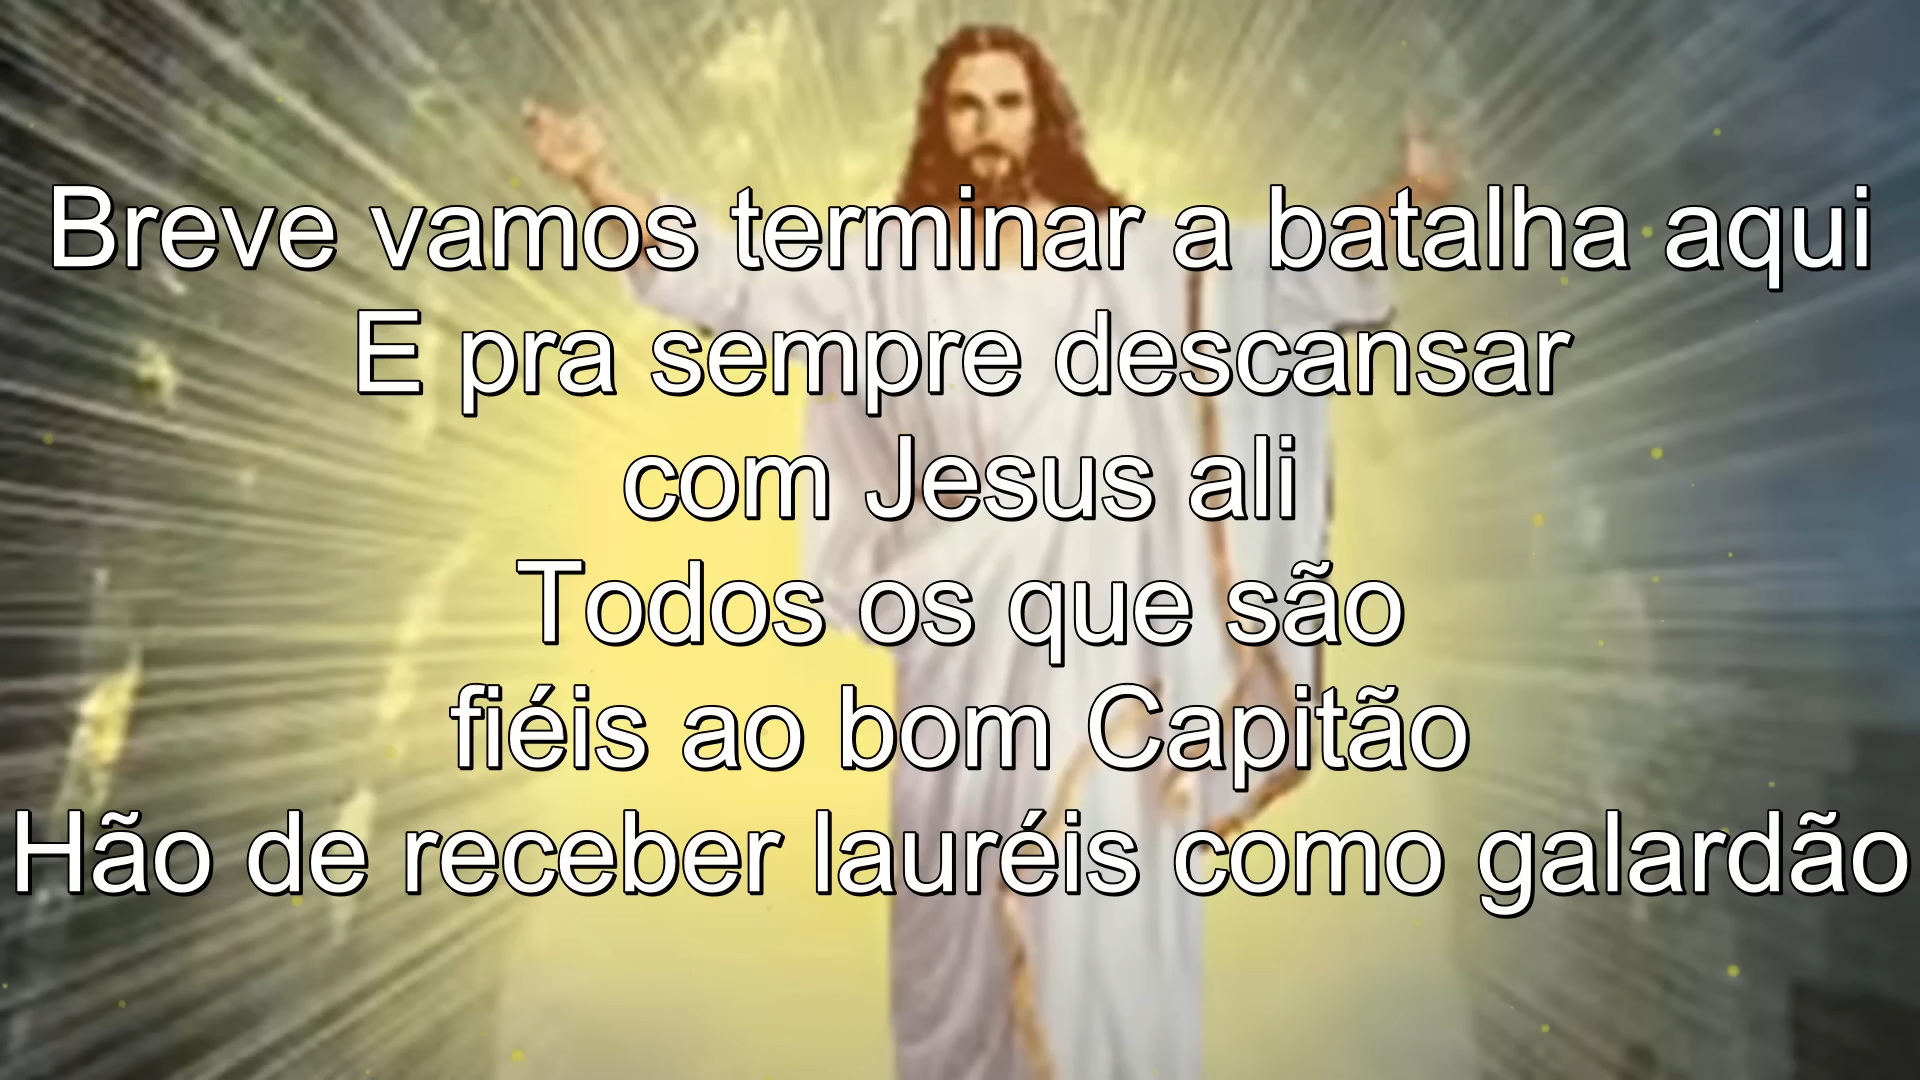 Breve vamos terminar a batalha aqui
E pra sempre descansar
com Jesus ali
Todos os que são
fiéis ao bom Capitão
Hão de receber lauréis como galardão